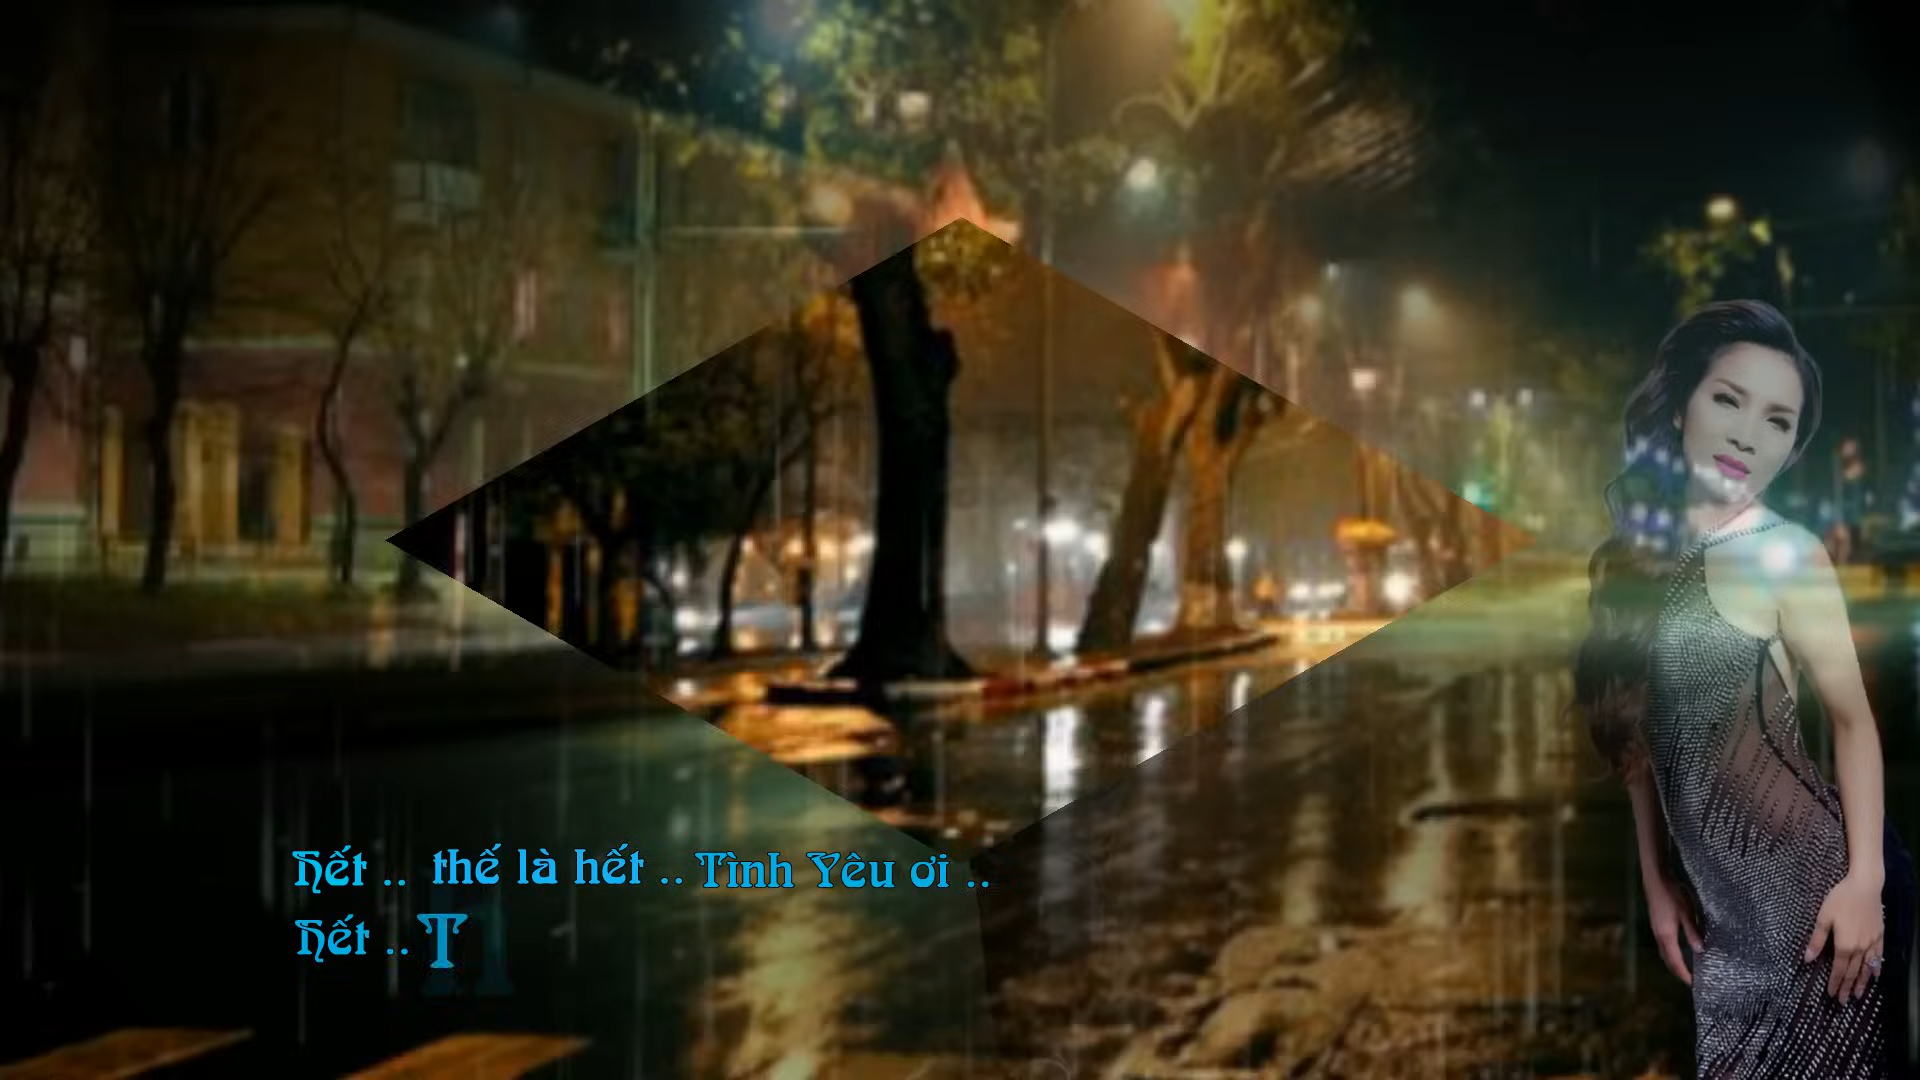 Hết .. thế là hết .. Tình Yêu ơi ..
Hết .. T